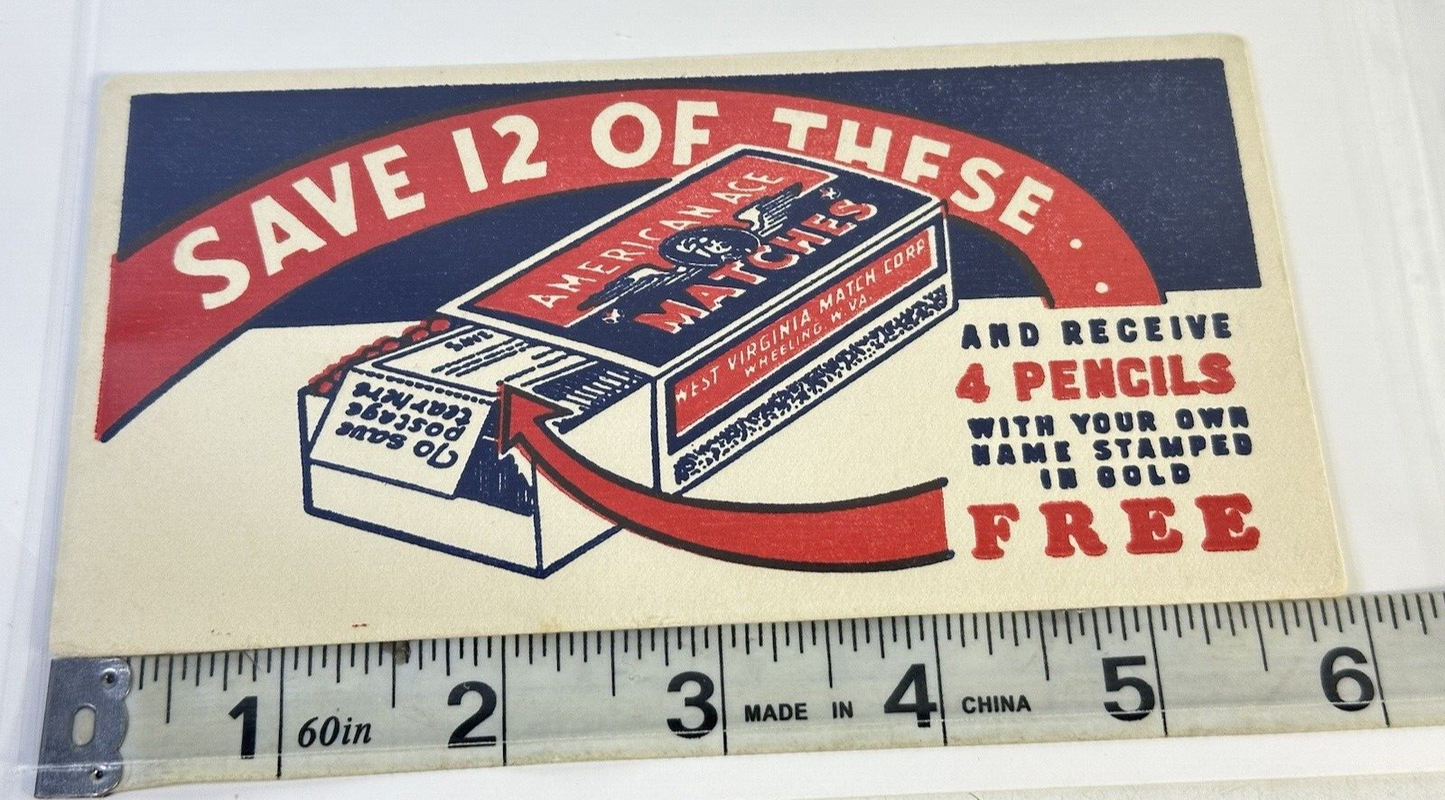 SAVE 12 OF THESE . .
AMERICAN ACE
MATCHES
WEST VIRGINIA MATCH CORP.
WHEELING, W. VA.
SAVE
To save
postage
tear here
AND RECEIVE
4 PENCILS
WITH YOUR OWN
NAME STAMPED
IN GOLD
FREE
1 60in 2 3 MADE IN 4 CHINA 5 6